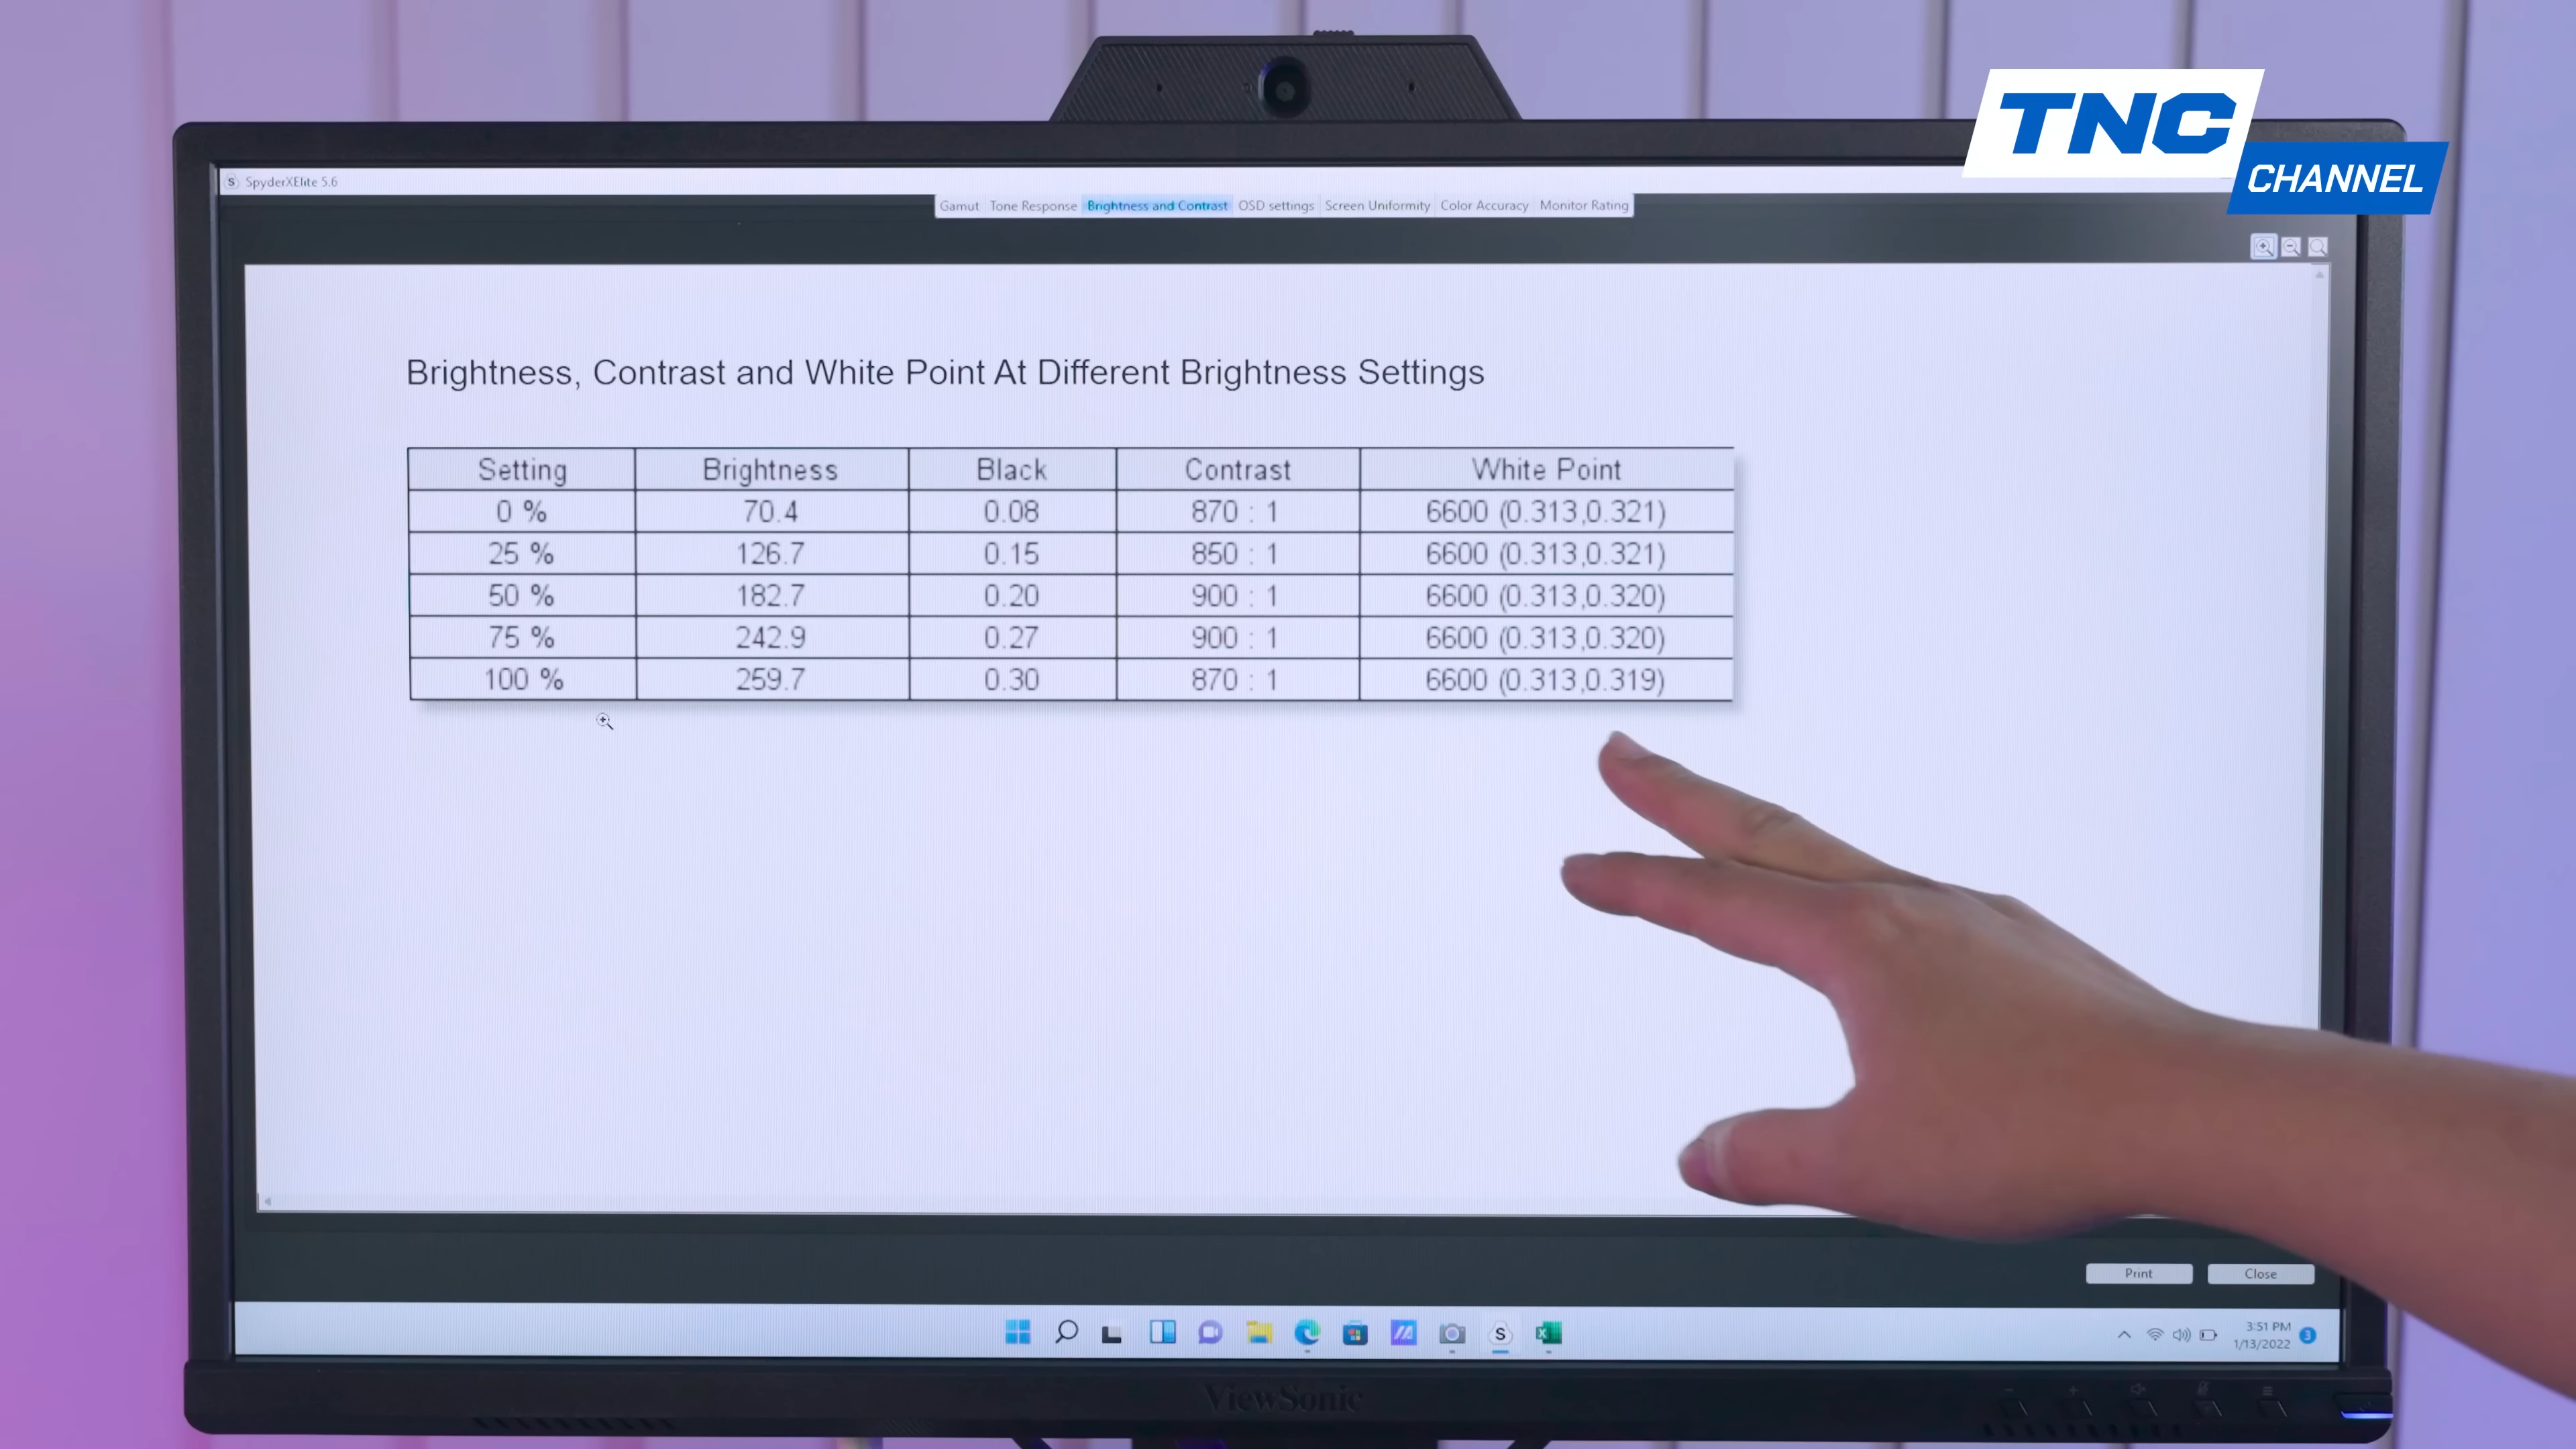 TNC
CHANNEL
S SpyderXElite 5.6
Gamut Tone Response Brightness and Contrast OSD settings Screen Uniformity Color Accuracy Monitor Rating
Brightness, Contrast and White Point At Different Brightness Settings
Setting Brightness Black Contrast White Point
0 % 70.4 0.08 870 : 1 6600 (0.313,0.321)
25 % 126.7 0.15 850 : 1 6600 (0.313,0.321)
50 % 182.7 0.20 900 : 1 6600 (0.313,0.320)
75 % 242.9 0.27 900 : 1 6600 (0.313,0.320)
100 % 259.7 0.30 870 : 1 6600 (0.313,0.319)
Print Close
S
3:51 PM
1/13/2022
3
ViewSonic